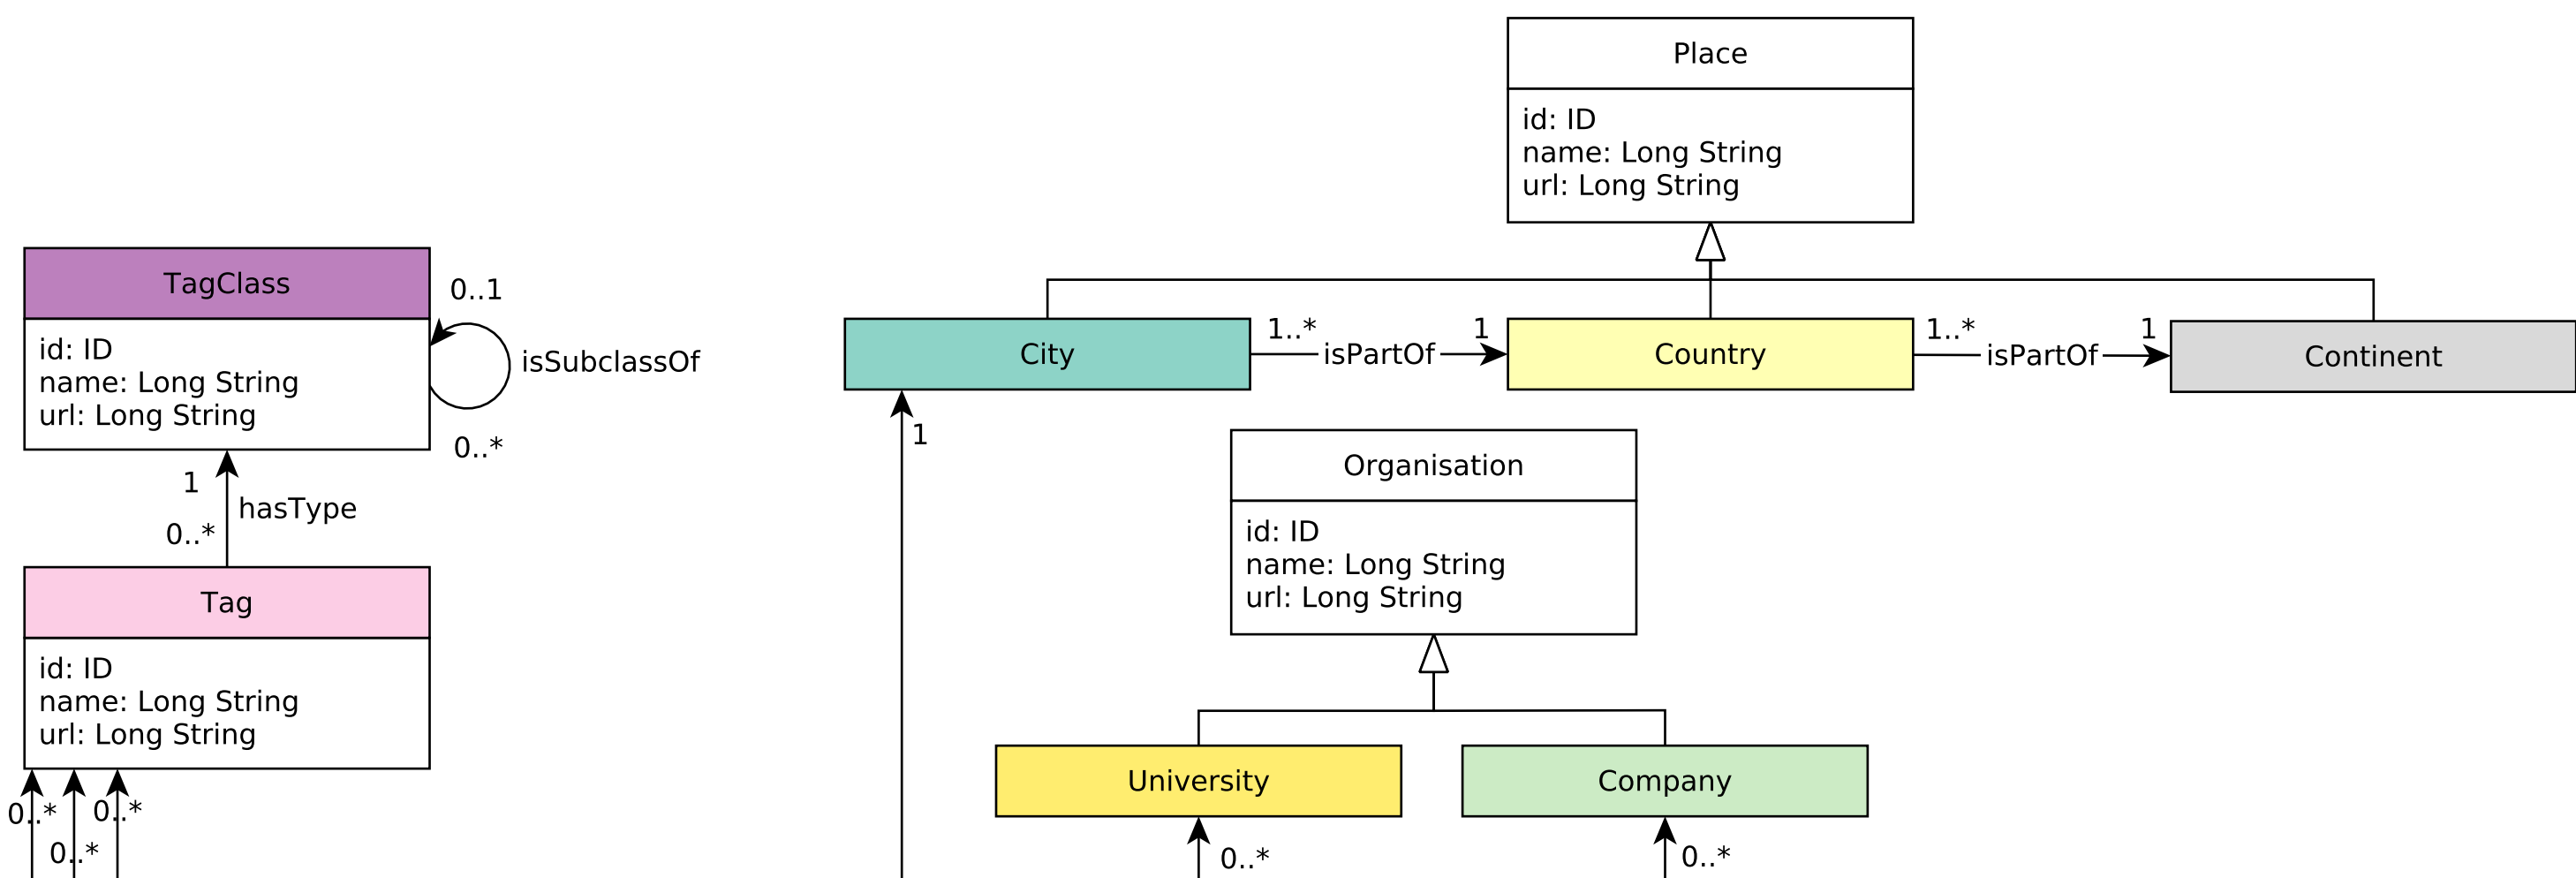 Place
id: ID
name: Long String
url: Long String
TagClass
id: ID
name: Long String
url: Long String
0..1
isSubclassOf
0..*
City
1..*
isPartOf
1
Country
1..*
isPartOf
1
Continent
1
hasType
0..*
1
Organisation
id: ID
name: Long String
url: Long String
Tag
id: ID
name: Long String
url: Long String
University
Company
0..*
0..*
0..*
0..*
0..*